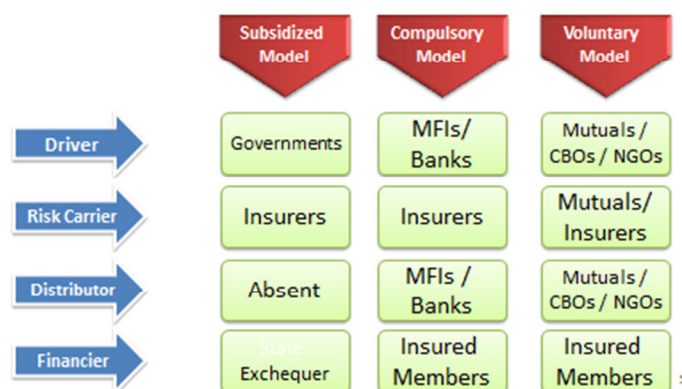 Subsidized
Model
Compulsory
Model
Voluntary
Model
Driver
Governments
MFIs/
Banks
Mutuals /
CBOs / NGOs
Risk Carrier
Insurers
Insurers
Mutuals/
Insurers
Distributor
Absent
MFIs /
Banks
Mutuals /
CBOs / NGOs
Financier
State
Exchequer
Insured
Members
Insured
Members